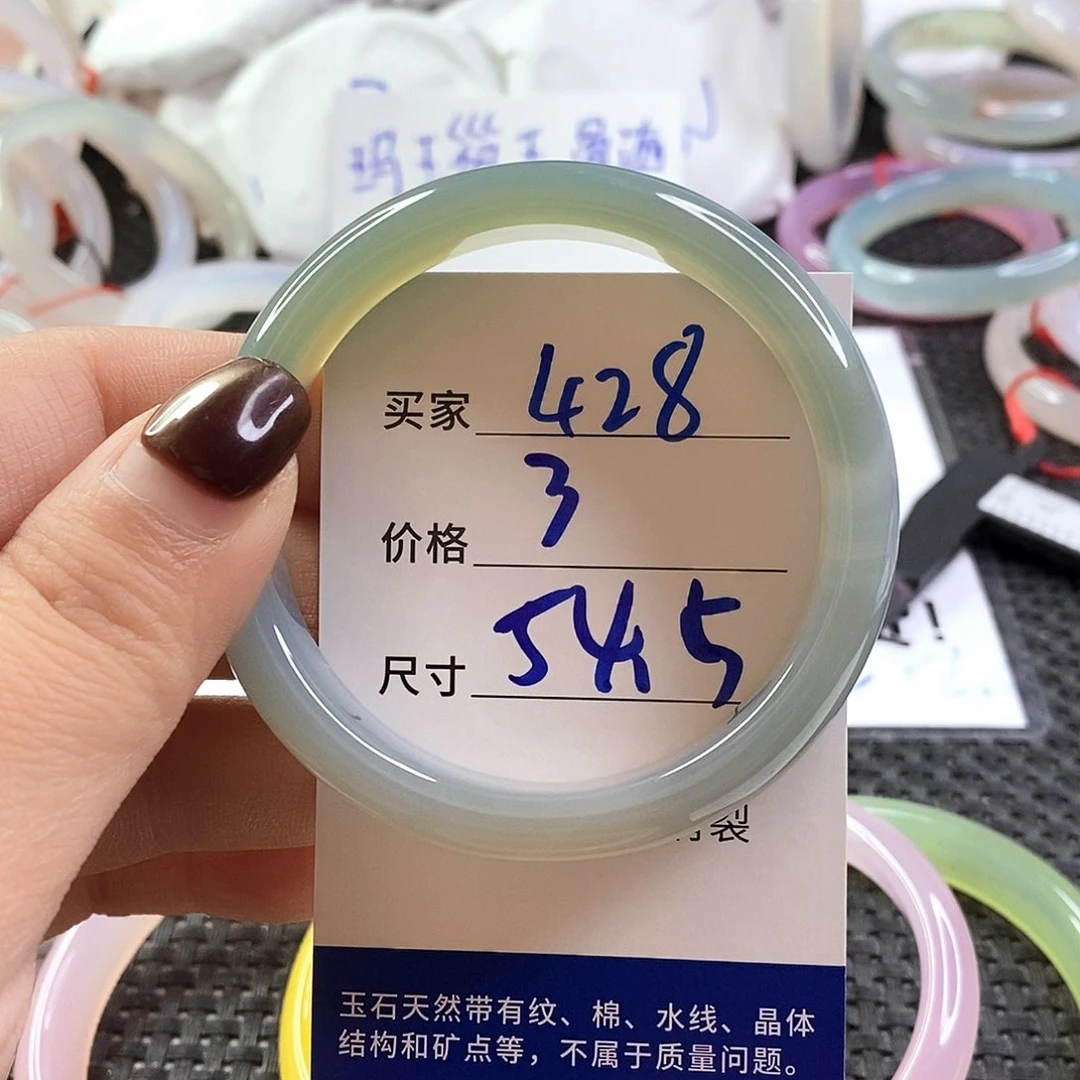 买家 428
价格 3
尺寸 54.5
裂
玉石天然带有纹、棉、水线、晶体
结构和矿点等，不属于质量问题。